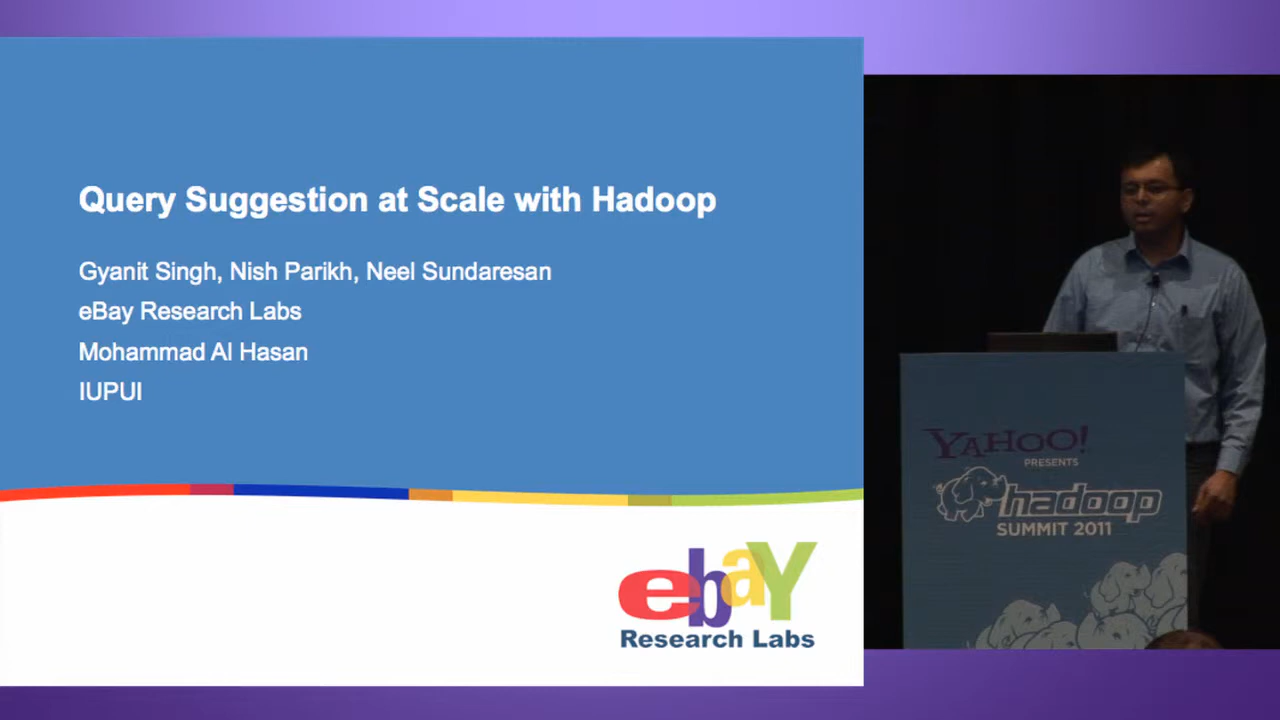 Query Suggestion at Scale with Hadoop
Gyanit Singh, Nish Parikh, Neel Sundaresan
eBay Research Labs
Mohammad Al Hasan
IUPUI
ebaY
Research Labs
YAHOO!
PRESENTS
hadoop
SUMMIT 2011